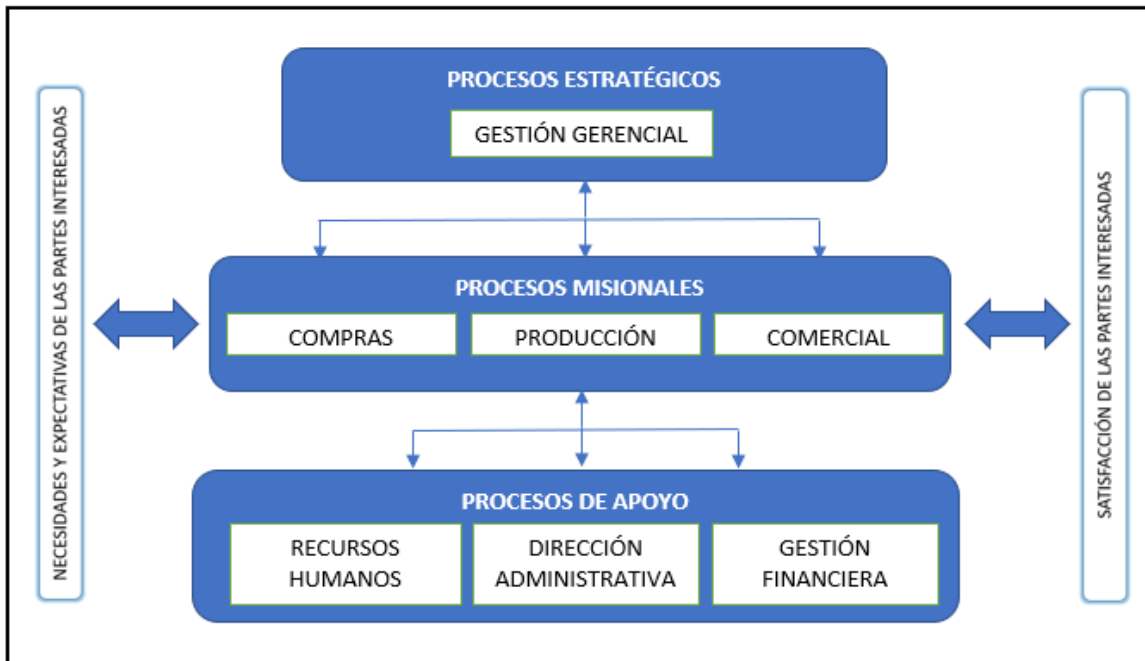 NECESIDADES Y EXPECTATIVAS DE LAS PARTES INTERESADAS
PROCESOS ESTRATÉGICOS
GESTIÓN GERENCIAL
PROCESOS MISIONALES
COMPRAS
PRODUCCIÓN
COMERCIAL
PROCESOS DE APOYO
RECURSOS
HUMANOS
DIRECCIÓN
ADMINISTRATIVA
GESTIÓN
FINANCIERA
SATISFACCIÓN DE LAS PARTES INTERESADAS